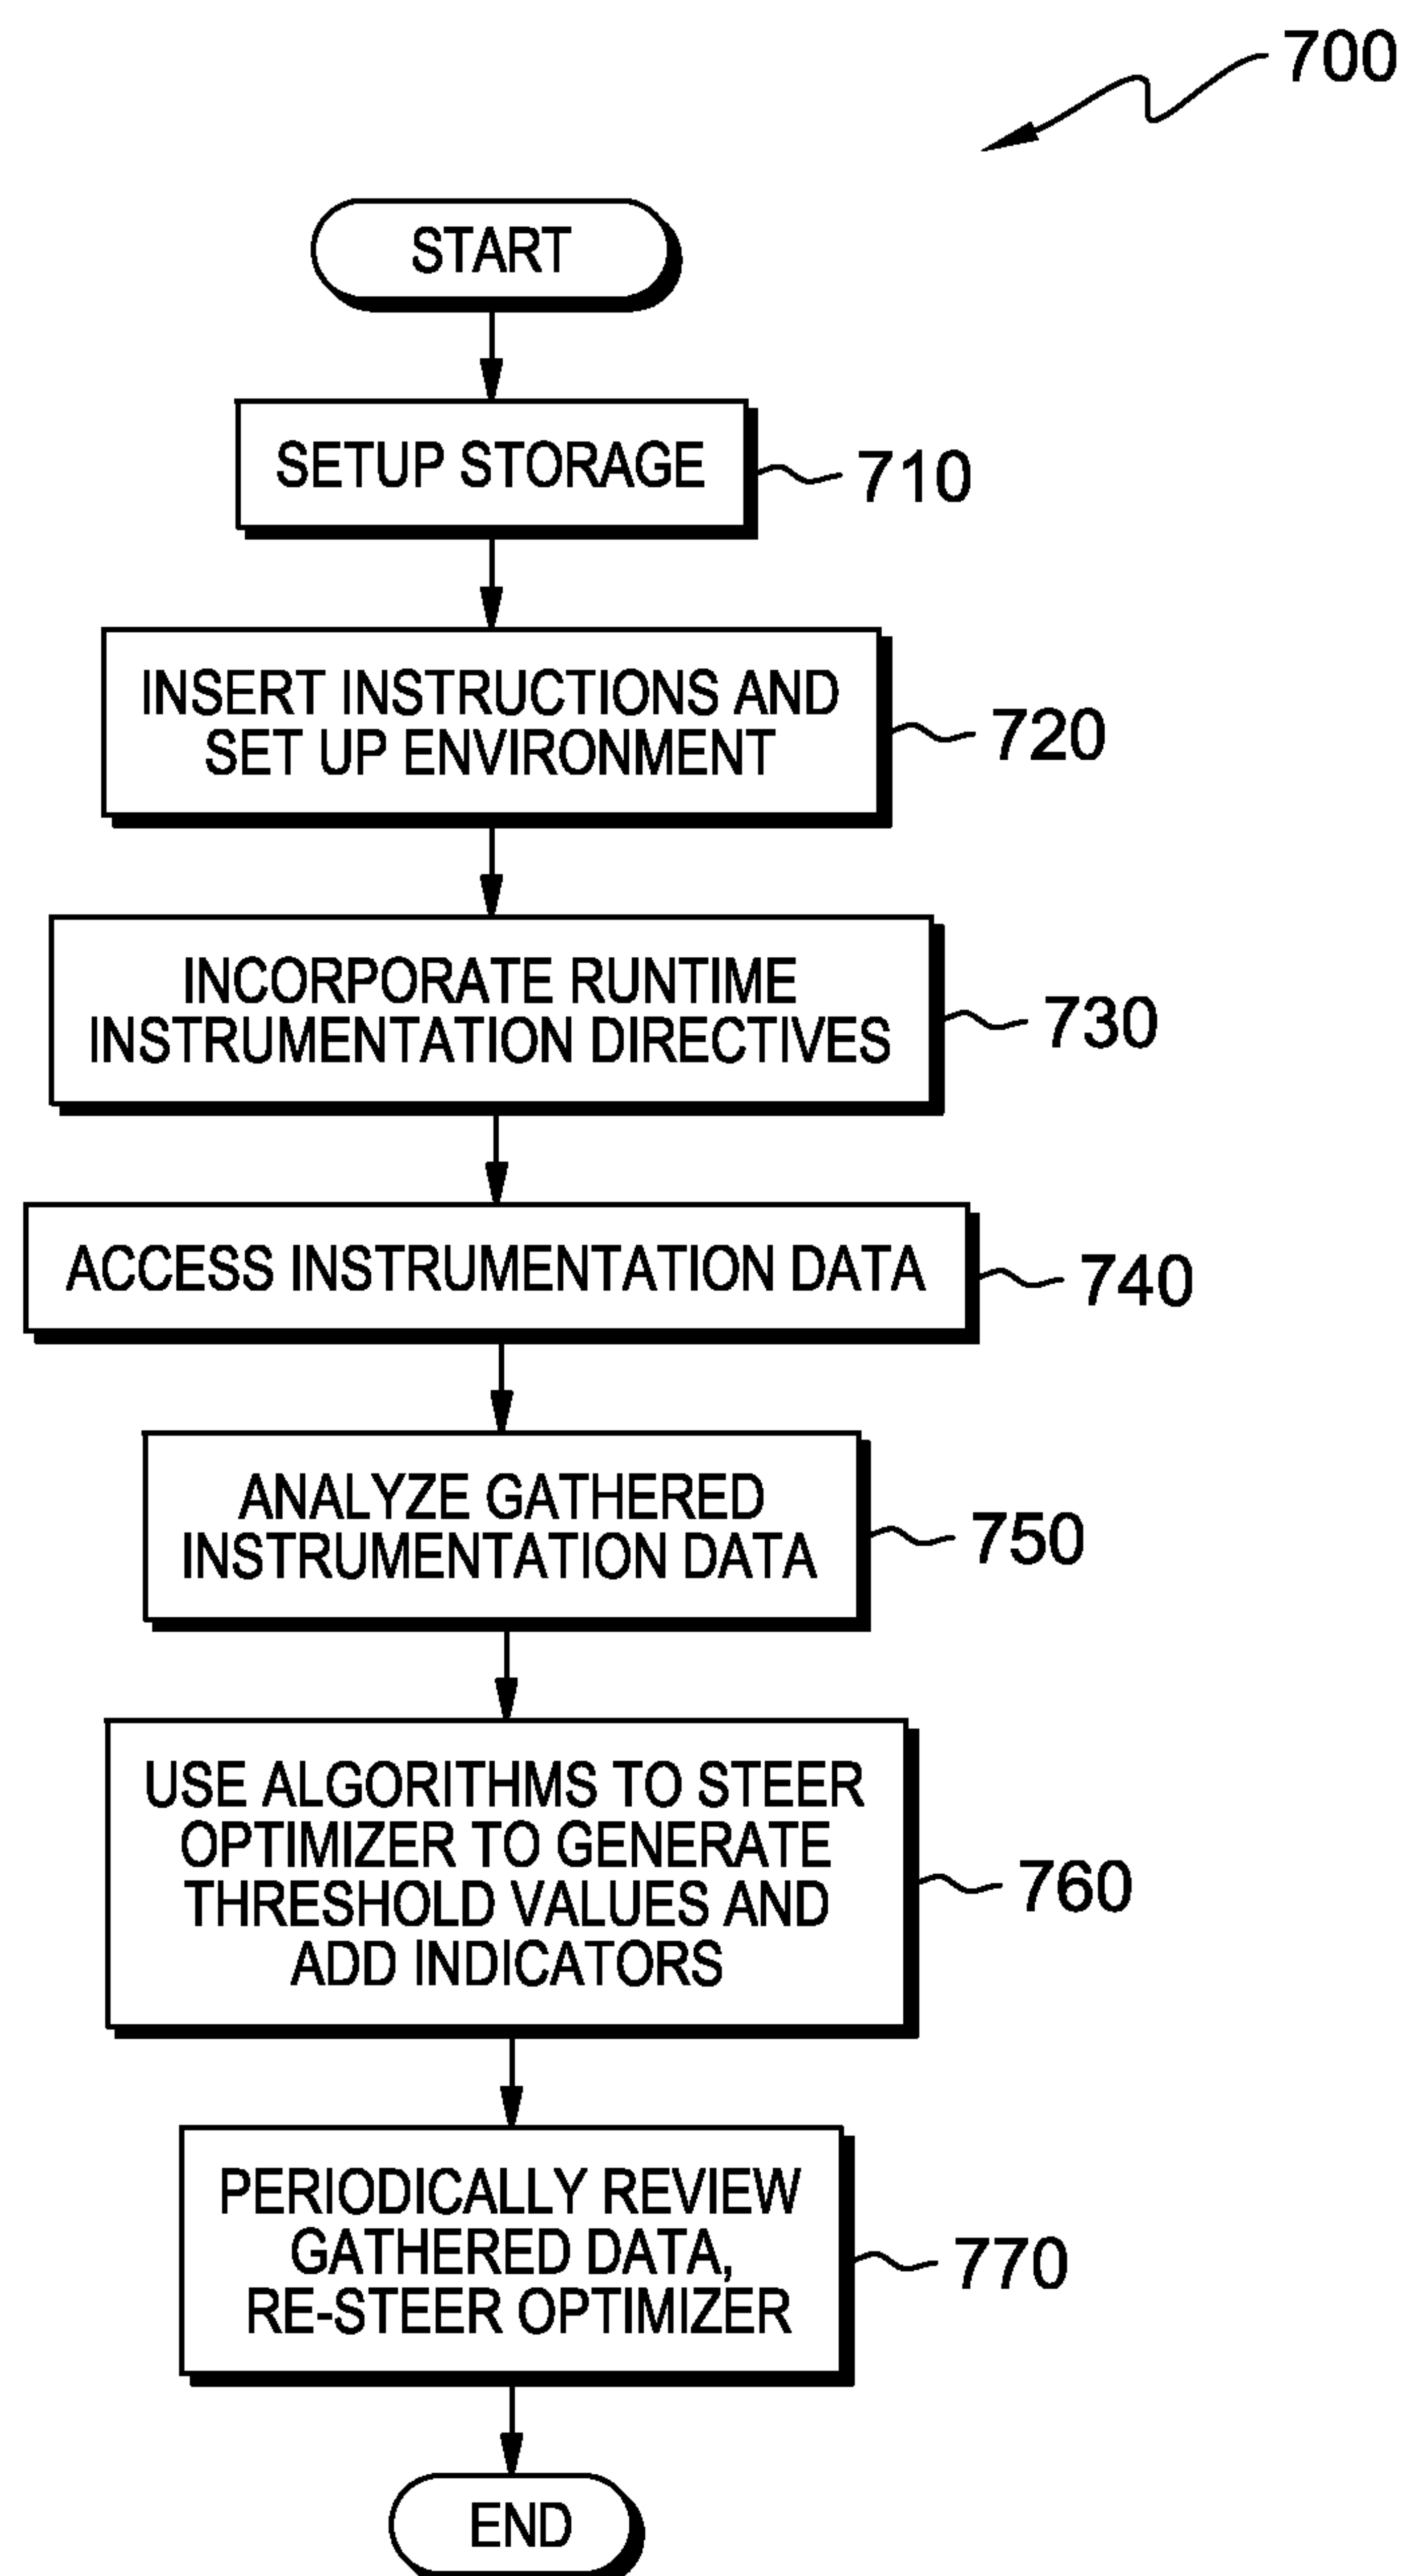 700
START
SETUP STORAGE
710
INSERT INSTRUCTIONS AND
SET UP ENVIRONMENT
720
INCORPORATE RUNTIME
INSTRUMENTATION DIRECTIVES
730
ACCESS INSTRUMENTATION DATA
740
ANALYZE GATHERED
INSTRUMENTATION DATA
750
USE ALGORITHMS TO STEER
OPTIMIZER TO GENERATE
THRESHOLD VALUES AND
ADD INDICATORS
760
PERIODICALLY REVIEW
GATHERED DATA,
RE-STEER OPTIMIZER
770
END